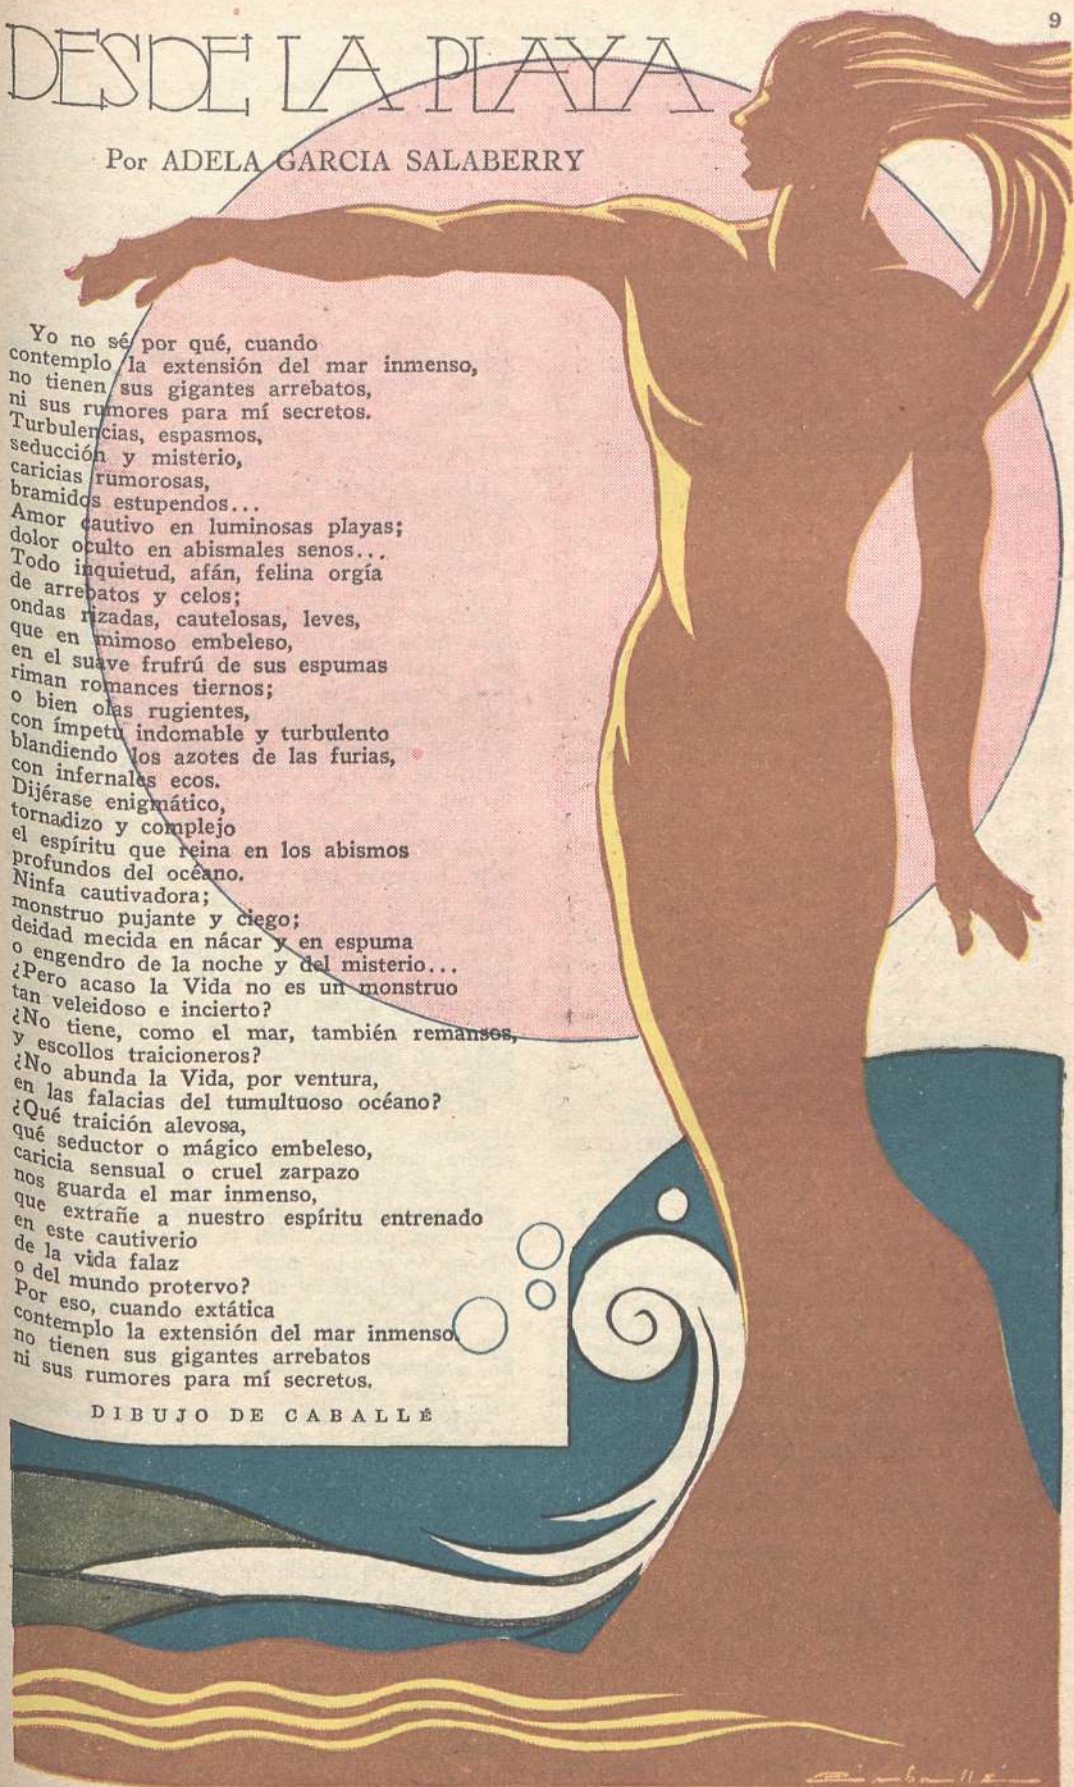 9
DESDE LA PLAYA
Por ADELA GARCIA SALABERRY
Yo no sé por qué, cuando
contemplo la extensión del mar inmenso,
no tienen sus gigantes arrebatos,
ni sus rumores para mí secretos.
Turbulencias, espasmos,
seducción y misterio,
caricias rumorosas,
bramidos estupendos...
Amor cautivo en luminosas playas;
dolor oculto en abismales senos...
Todo inquietud, afán, felina orgía
de arrebatos y celos;
ondas rizadas, cautelosas, leves,
que en mimoso embeleso,
en el suave frufrú de sus espumas
riman romances tiernos;
o bien olas rugientes,
con ímpetu indomable y turbulento
blandiendo los azotes de las furias,
con infernales ecos.
Dijérase enigmático,
tornadizo y complejo
el espíritu que reina en los abismos
profundos del océano.
Ninfa cautivadora;
monstruo pujante y ciego;
deidad mecida en nácar y en espuma
o engendro de la noche y del misterio...
¿Pero acaso la Vida no es un monstruo
tan veleidoso e incierto?
¿No tiene, como el mar, también remansos,
y escollos traicioneros?
¿No abunda la Vida, por ventura,
en las falacias del tumultuoso océano?
¿Qué traición alevosa,
qué seductor o mágico embeleso,
caricia sensual o cruel zarpazo
nos guarda el mar inmenso,
que extrañe a nuestro espíritu entrenado
en este cautiverio
de la vida falaz
o del mundo protervo?
Por eso, cuando extática
contemplo la extensión del mar inmenso
no tienen sus gigantes arrebatos
ni sus rumores para mí secretos.
DIBUJO DE CABALLÉ